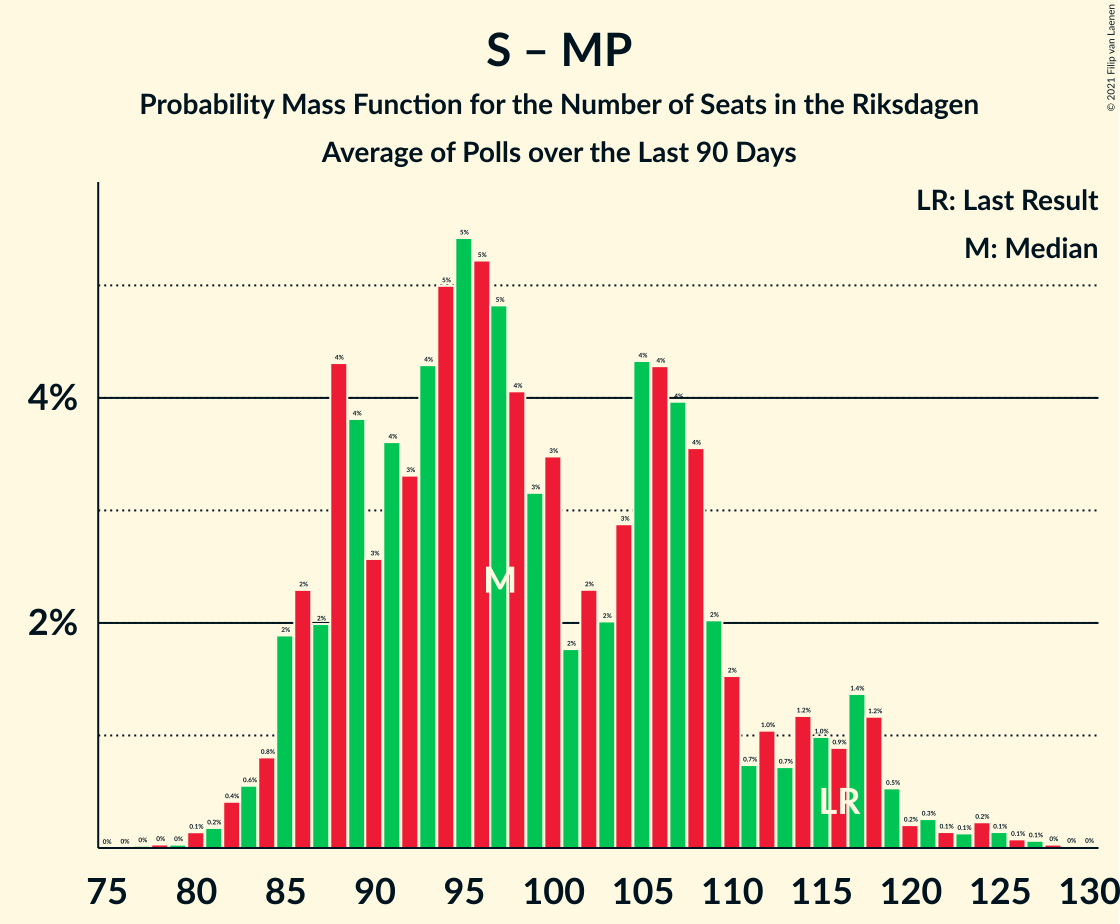 © 2021 Filip van Laenen
S – MP
Probability Mass Function for the Number of Seats in the Riksdagen
Average of Polls over the Last 90 Days
LR: Last Result
M: Median
4%
2%
0% 0% 0% 0% 0% 0.1% 0.2% 0.4% 0.6% 0.8% 2% 2% 2% 4% 4% 3% 4% 3% 4% 5% 5% 5% 5% 4% 3% 3% 2% 2% 2% 3% 4% 4% 4% 4% 2% 2% 0.7% 1.0% 0.7% 1.2% 1.0% 0.9% 1.4% 1.2% 0.5% 0.2% 0.3% 0.1% 0.1% 0.2% 0.1% 0.1% 0.1% 0% 0% 0%
M
LR
75 80 85 90 95 100 105 110 115 120 125 130